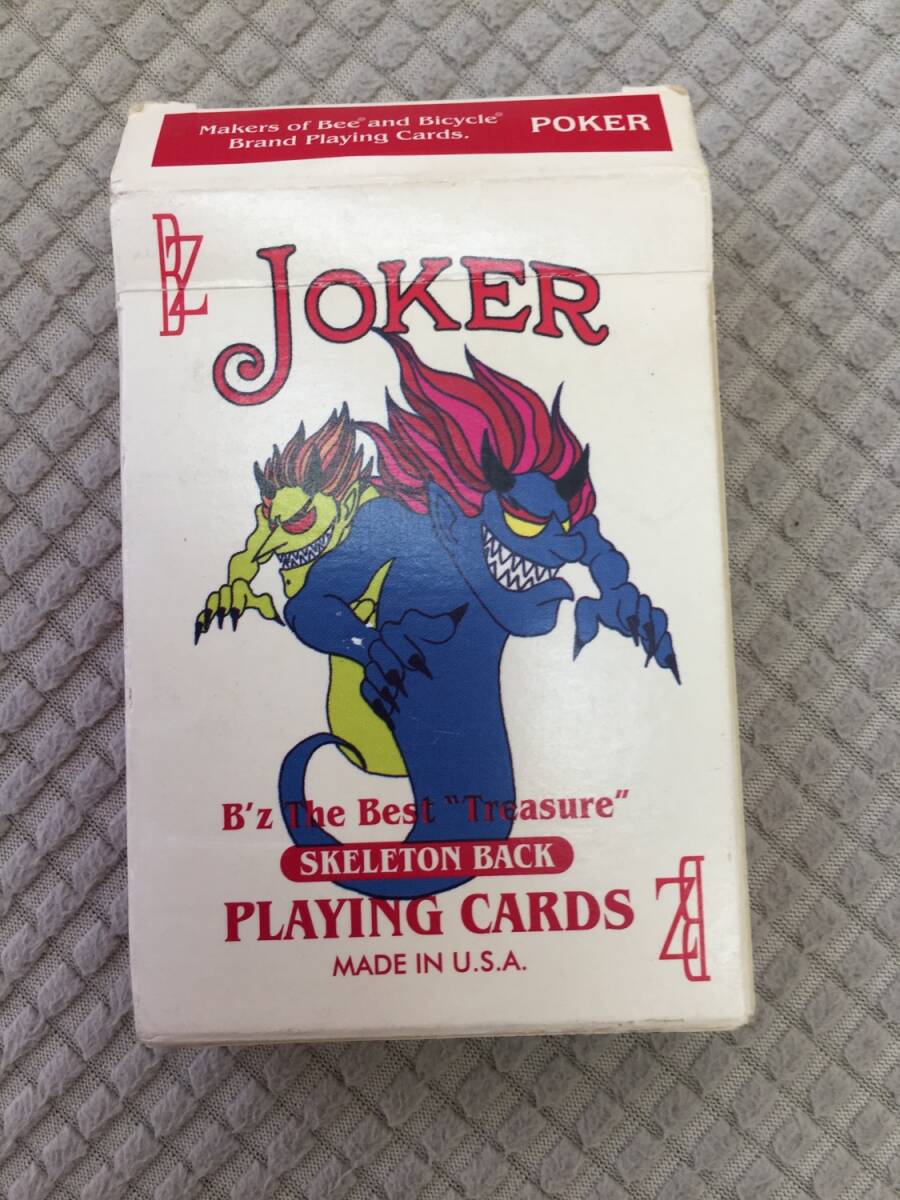 Makers of Bee® and Bicycle®
Brand Playing Cards.
POKER
B'z
JOKER
B'z The Best "Treasure"
SKELETON BACK
PLAYING CARDS
MADE IN U.S.A.
B'z